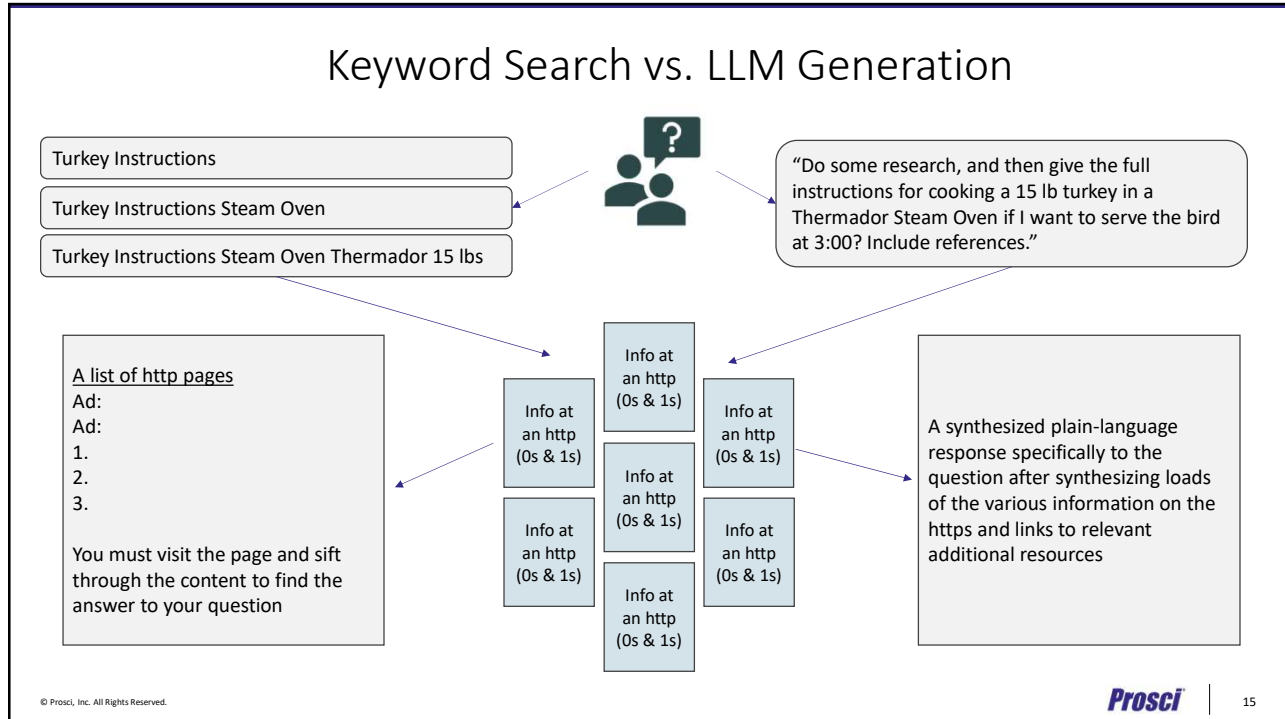 Keyword Search vs. LLM Generation
?
Turkey Instructions
Turkey Instructions Steam Oven
Turkey Instructions Steam Oven Thermador 15 lbs
“Do some research, and then give the full
instructions for cooking a 15 lb turkey in a
Thermador Steam Oven if I want to serve the bird
at 3:00? Include references.”
A list of http pages
Ad:
Ad:
1.
2.
3.
You must visit the page and sift
through the content to find the
answer to your question
Info at
an http
(0s & 1s)
Info at
an http
(0s & 1s)
Info at
an http
(0s & 1s)
Info at
an http
(0s & 1s)
Info at
an http
(0s & 1s)
Info at
an http
(0s & 1s)
Info at
an http
(0s & 1s)
A synthesized plain-language
response specifically to the
question after synthesizing loads
of the various information on the
https and links to relevant
additional resources
© Prosci, Inc. All Rights Reserved.
Prosci
15